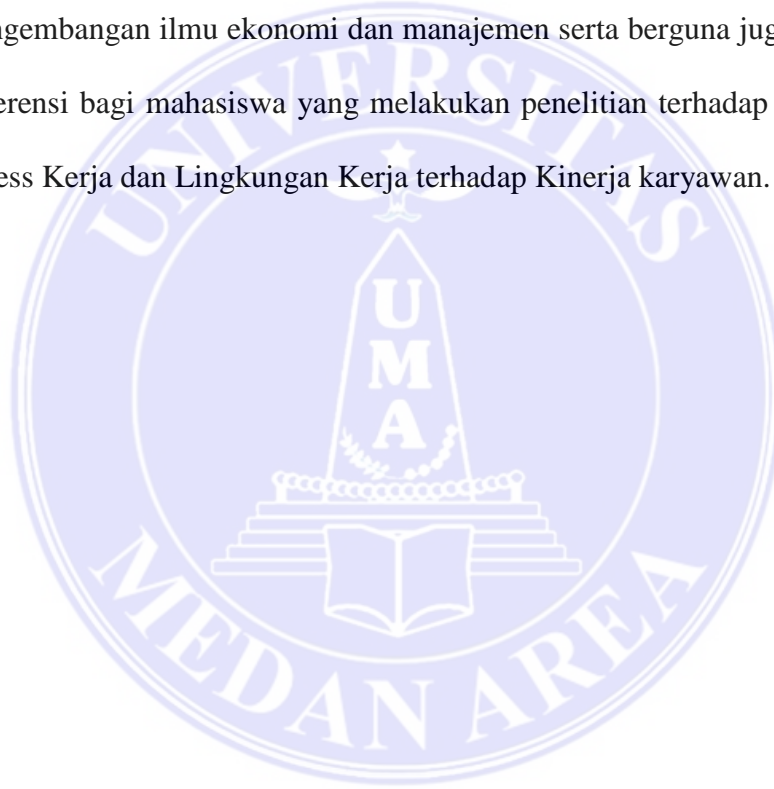 ngembangan ilmu ekonomi dan manajemen serta berguna jug
erensi bagi mahasiswa yang melakukan penelitian terhadap
ess Kerja dan Lingkungan Kerja terhadap Kinerja karyawan.
UNIVERSITAS
UMA
MEDAN AREA